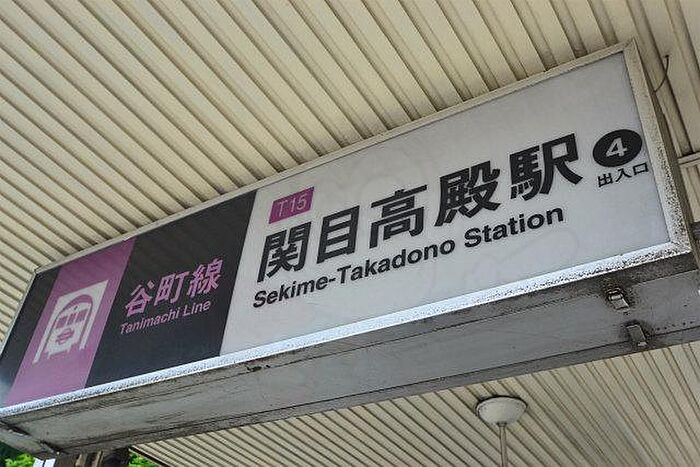 谷町線
Tanimachi Line
T15
関目高殿駅
Sekime-Takadono Station
4
出入口